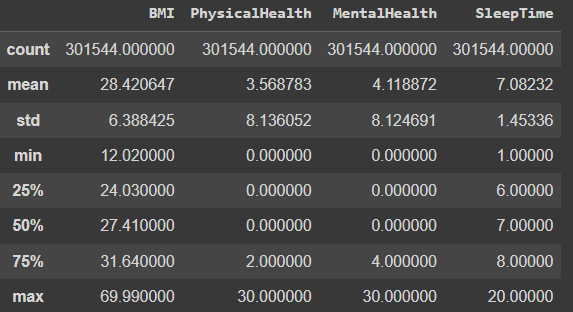 BMI PhysicalHealth MentalHealth SleepTime
count 301544.000000 301544.000000 301544.000000 301544.00000
mean 28.420647 3.568783 4.118872 7.08232
std 6.388425 8.136052 8.124691 1.45336
min 12.020000 0.000000 0.000000 1.00000
25% 24.030000 0.000000 0.000000 6.00000
50% 27.410000 0.000000 0.000000 7.00000
75% 31.640000 2.000000 4.000000 8.00000
max 69.990000 30.000000 30.000000 20.00000